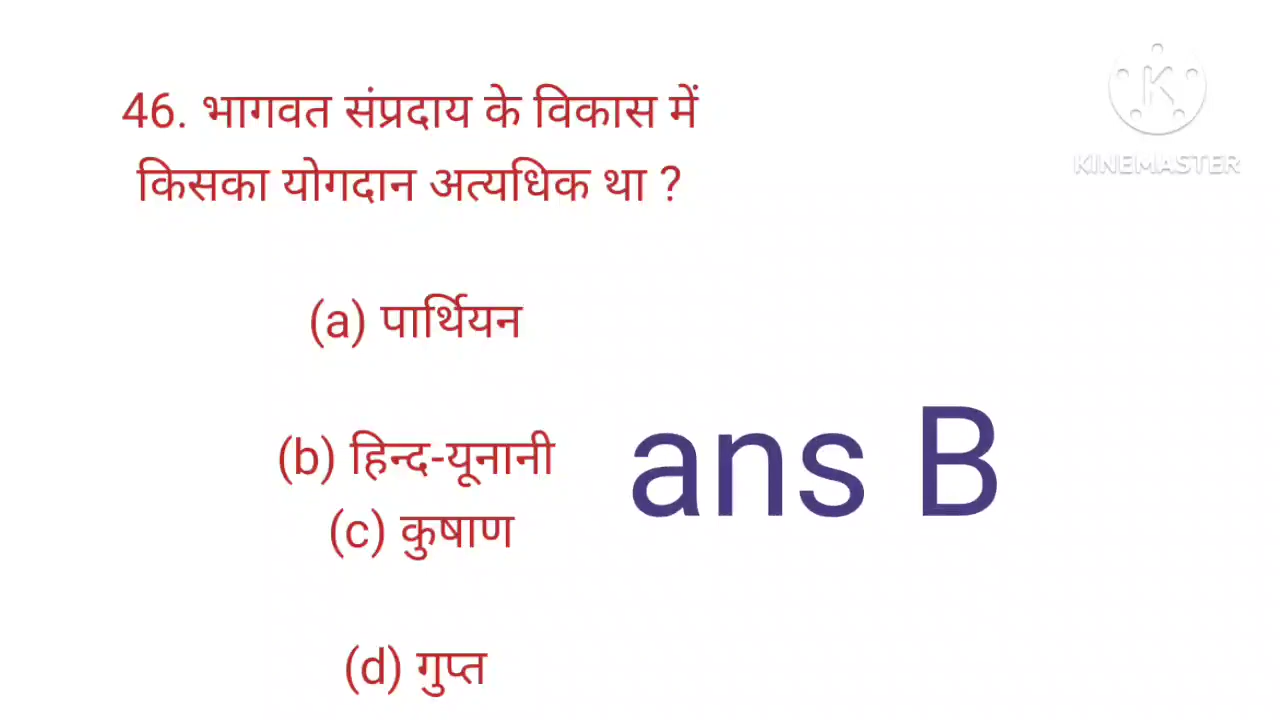 46. भागवत संप्रदाय के विकास में
किसका योगदान अत्यधिक था ?
(a) पार्थियन
(b) हिन्द-यूनानी
(c) कुषाण
(d) गुप्त
ans B
K
KINEMASTER